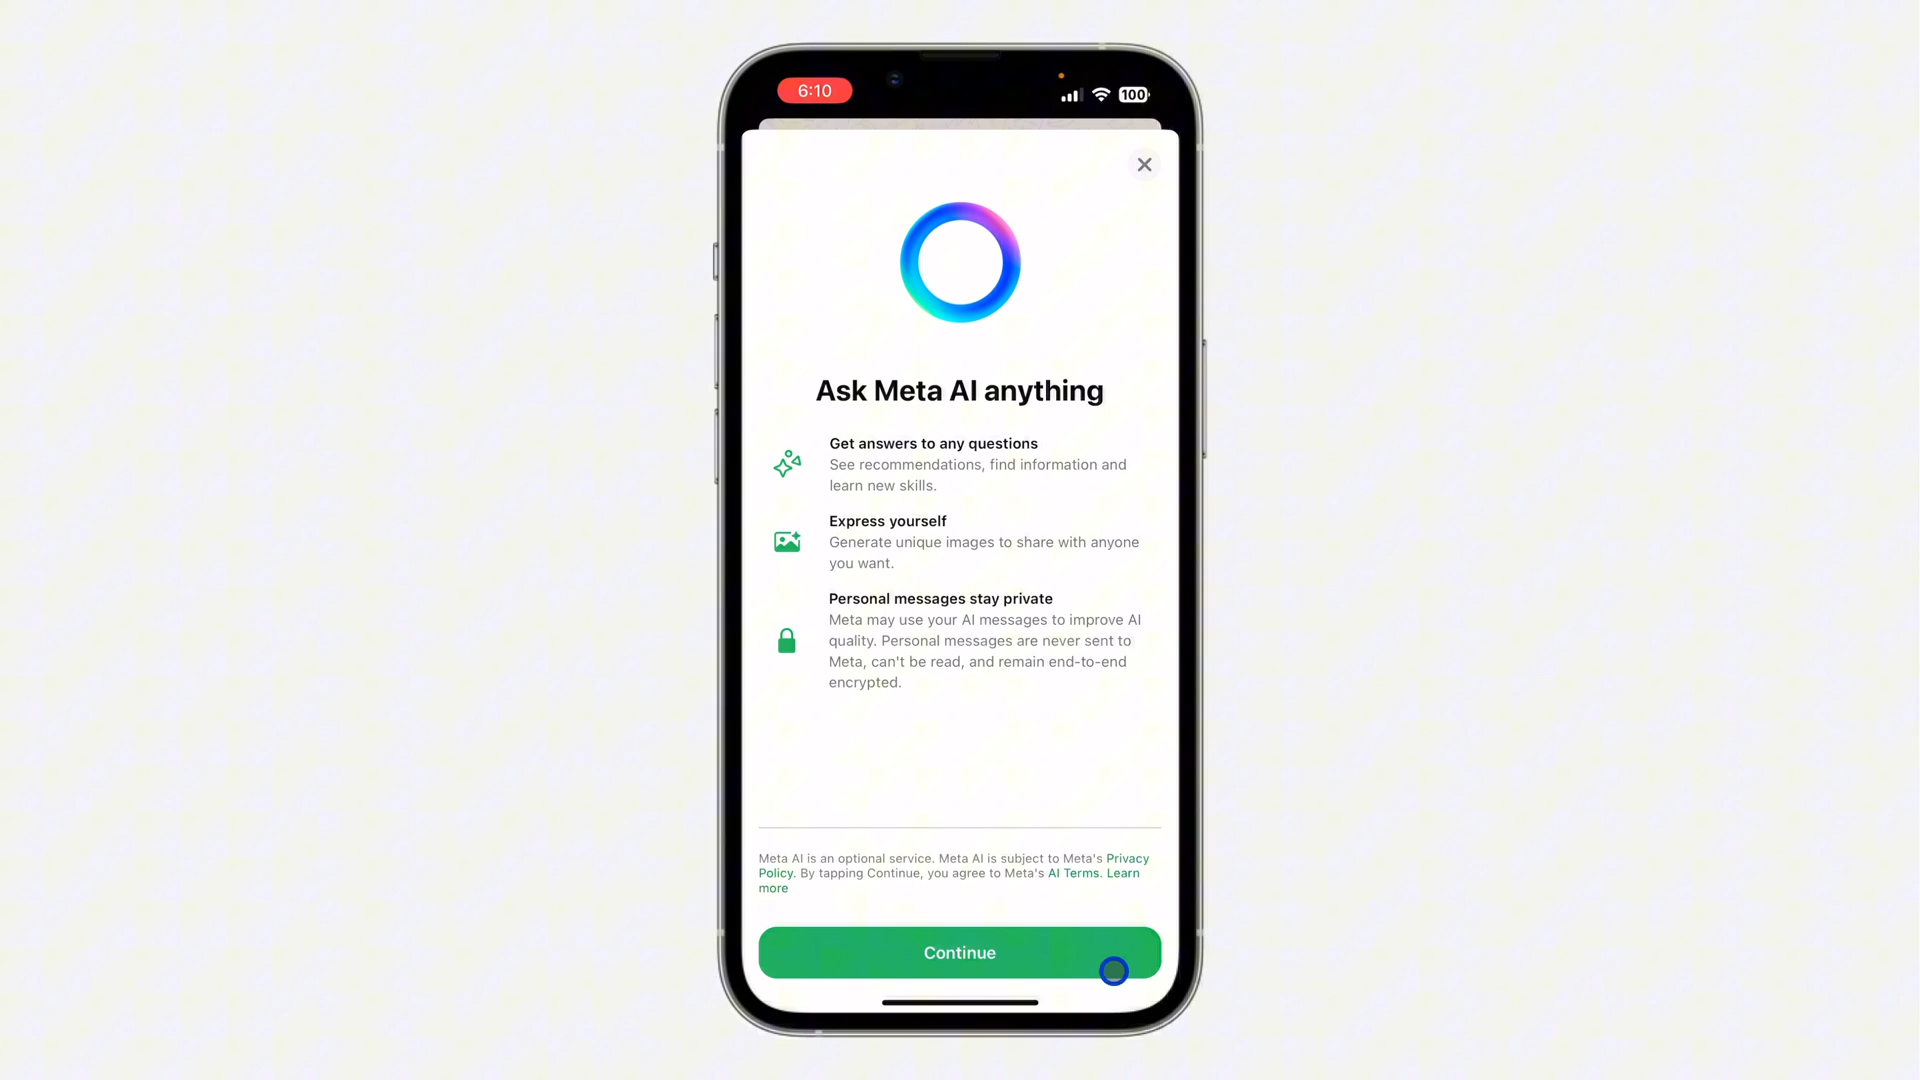 6:10
100
Ask Meta AI anything
Get answers to any questions
See recommendations, find information and
learn new skills.
Express yourself
Generate unique images to share with anyone
you want.
Personal messages stay private
Meta may use your AI messages to improve AI
quality. Personal messages are never sent to
Meta, can't be read, and remain end-to-end
encrypted.
Meta AI is an optional service. Meta AI is subject to Meta's Privacy
Policy. By tapping Continue, you agree to Meta's AI Terms. Learn
more
Continue